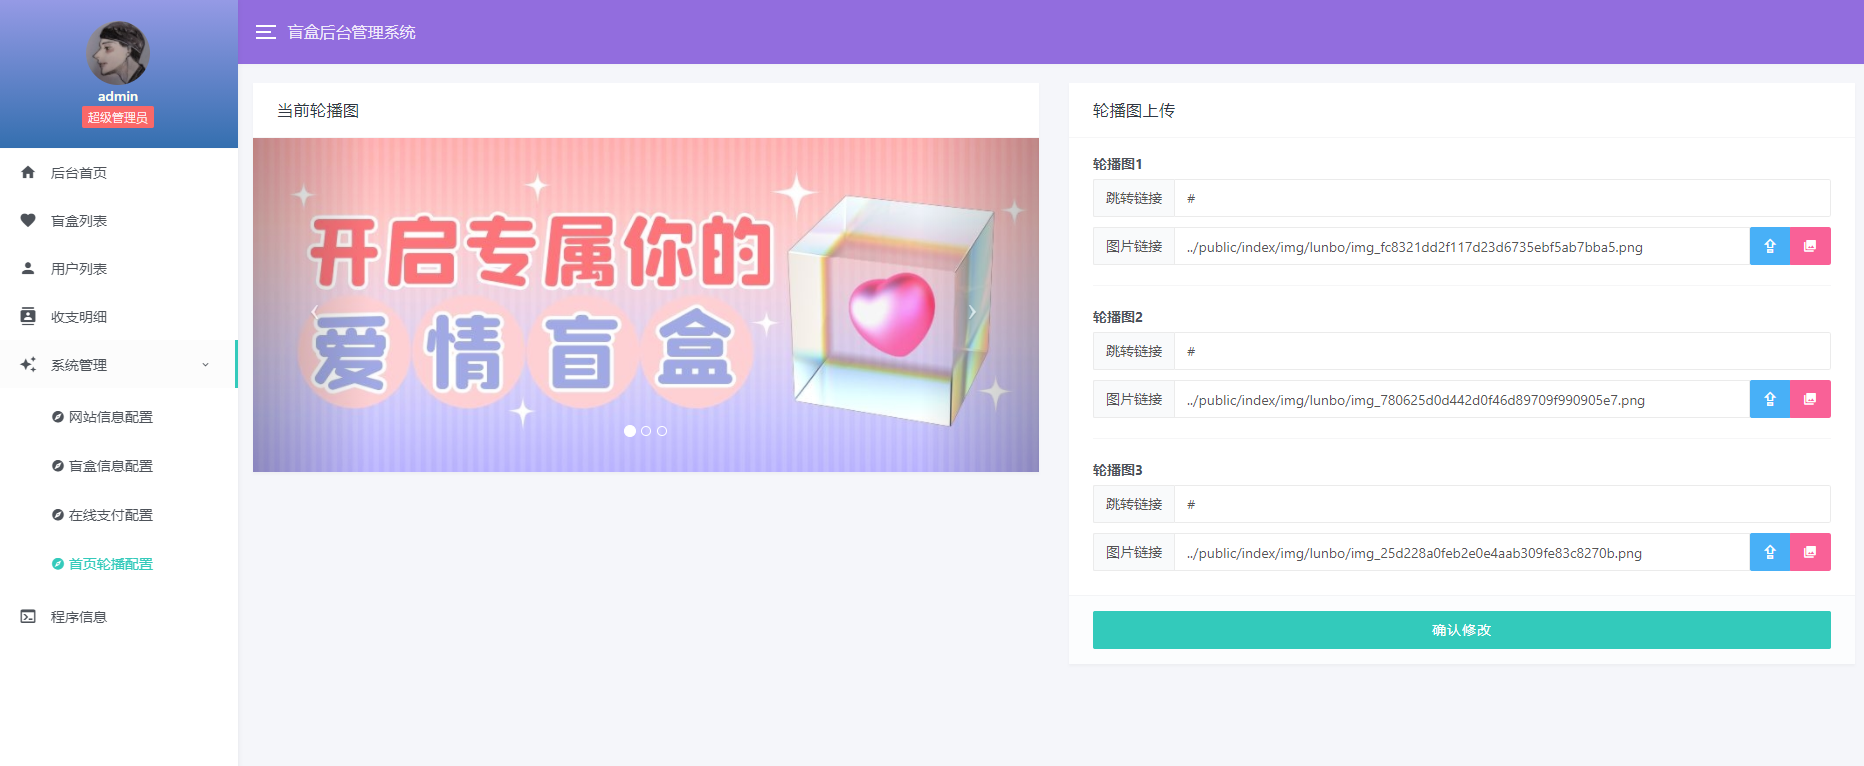 admin
超级管理员
后台首页
盲盒列表
用户列表
收支明细
系统管理
网站信息配置
盲盒信息配置
在线支付配置
首页轮播配置
程序信息
盲盒后台管理系统
当前轮播图
开启专属你的
爱情盲盒
轮播图上传
轮播图1
跳转链接 #
图片链接 ../public/index/img/lunbo/img_fc8321dd2f117d23d6735ebf5ab7bba5.png
轮播图2
跳转链接 #
图片链接 ../public/index/img/lunbo/img_780625d0d442d0f46d89709f990905e7.png
轮播图3
跳转链接 #
图片链接 ../public/index/img/lunbo/img_25d228a0feb2e0e4aab309fe83c8270b.png
确认修改